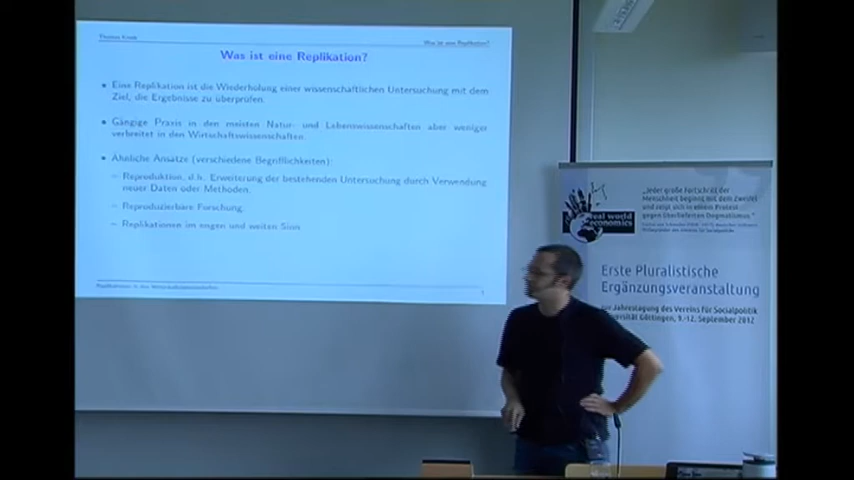 Thomas Krebs
Was ist eine Replikation?
Was ist eine Replikation?
Eine Replikation ist die Wiederholung einer wissenschaftlichen Untersuchung mit dem
Ziel, die Ergebnisse zu überprüfen.
Gängige Praxis in den meisten Natur- und Lebenswissenschaften aber weniger
verbreitet in den Wirtschaftswissenschaften.
Ähnliche Ansätze (verschiedene Begrifflichkeiten):
– Reproduktion, d.h. Erweiterung der bestehenden Untersuchung durch Verwendung
neuer Daten oder Methoden.
– Reproduzierbare Forschung.
– Replikationen im engen und weiten Sinn
Replikationen in den Wirtschaftswissenschaften
real world
economics
„Jeder große Fortschritt der
Menschheit beginnt mit dem Zweifel
und zeigt sich in einem Protest
gegen überlieferten Dogmatismus."
Erste Pluralistische
Ergänzungsveranstaltung
zur Jahrestagung des Vereins für Socialpolitik
Universität Göttingen, 9.-12. September 2012